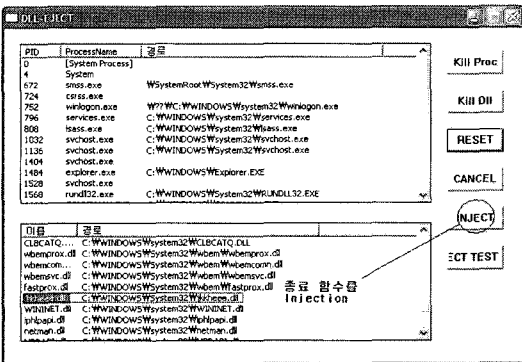 DLL-EJECT
PID ProcessName 경로
0 [System Process]
4 System
672 smss.exe ₩SystemRoot₩System32₩smss.exe
724 csrss.exe
752 winlogon.exe ₩??₩C:₩WINDOWS₩system32₩winlogon.exe
796 services.exe C:₩WINDOWS₩system32₩services.exe
808 lsass.exe C:₩WINDOWS₩system32₩lsass.exe
1032 svchost.exe C:₩WINDOWS₩system32₩svchost.exe
1136 svchost.exe C:₩WINDOWS₩System32₩svchost.exe
1404 svchost.exe
1484 explorer.exe C:₩WINDOWS₩Explorer.EXE
1528 svchost.exe
1568 rundll32.exe C:₩WINDOWS₩system32₩RUNDLL32.EXE
Kill Proc
Kill Dll
RESET
CANCEL
INJECT
ECT TEST
이름 경로
CLBCATQ.... C:₩WINDOWS₩system32₩CLBCATQ.DLL
wbemprox.dll C:₩WINDOWS₩system32₩wbem₩wbemprox.dll
wbemcom... C:₩WINDOWS₩system32₩wbem₩wbemcomn.dll
wbemsvc.dll C:₩WINDOWS₩system32₩wbem₩wbemsvc.dll
fastprox.dll C:₩WINDOWS₩system32₩wbem₩fastprox.dll
C:₩WINDOWS₩System32₩
WININET.dll C:₩WINDOWS₩system32₩WININET.dll
iphlpapi.dll C:₩WINDOWS₩system32₩iphlpapi.dll
netman.dll C:₩WINDOWS₩system32₩netman.dll
종료 함수를
Injection